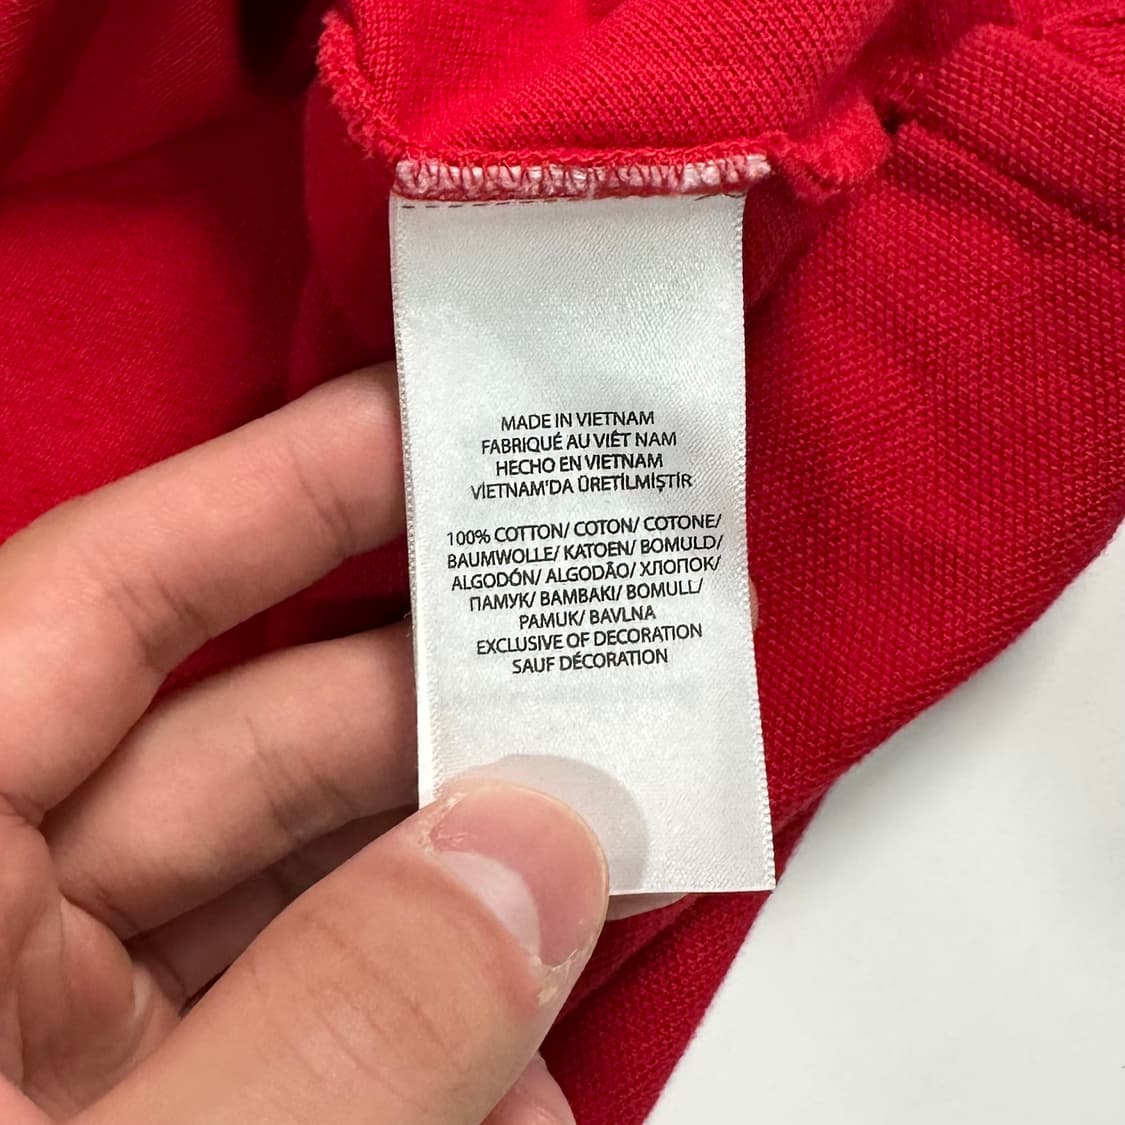 MADE IN VIETNAM
FABRIQUÉ AU VIÊT NAM
HECHO EN VIETNAM
VİETNAM'DA ÜRETİLMİŞTİR
100% COTTON/ COTON/ COTONE/
BAUMWOLLE/ KATOEN/ BOMULD/
ALGODÓN/ ALGODÃO/ ХЛОПОК/
ПАМУК/ BAMBAKI/ BOMULL/
PAMUK/ BAVLNA
EXCLUSIVE OF DECORATION
SAUF DÉCORATION